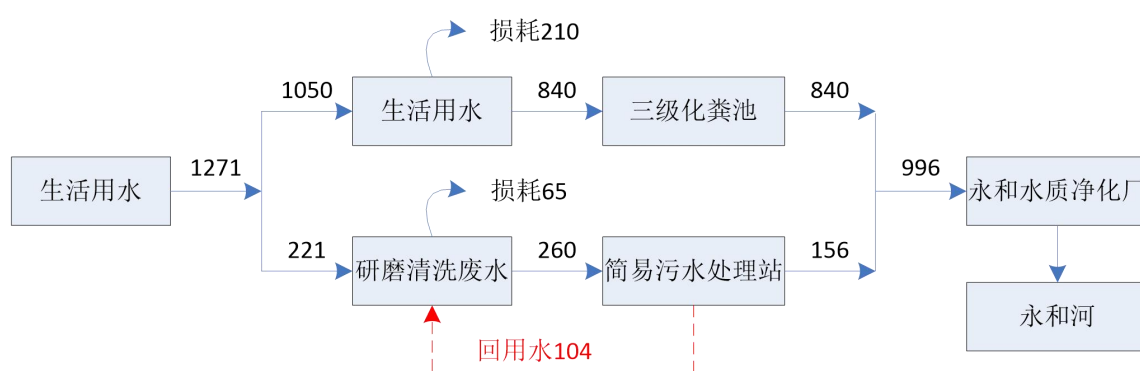 损耗210
1050
生活用水
840
三级化粪池
840
生活用水
1271
损耗65
996
永和水质净化厂
221
研磨清洗废水
260
简易污水处理站
156
永和河
回用水104